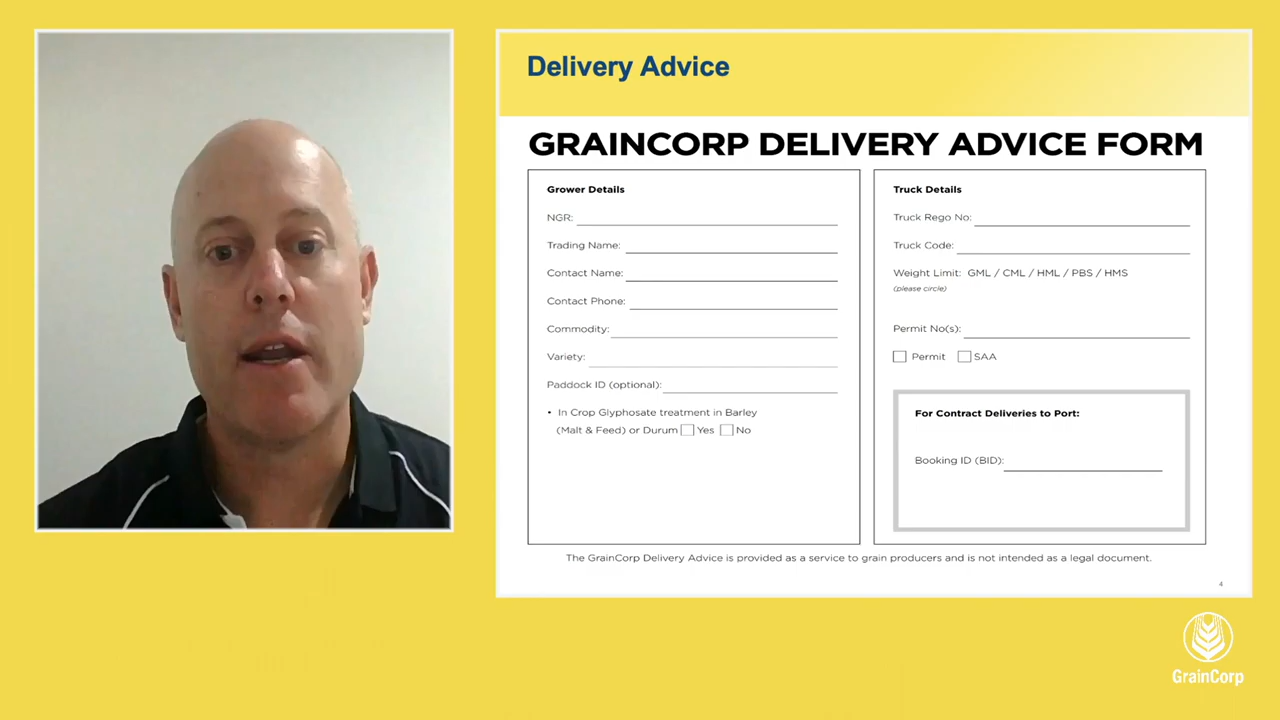 Delivery Advice
GRAINCORP DELIVERY ADVICE FORM
Grower Details
NGR:
Trading Name:
Contact Name:
Contact Phone:
Commodity:
Variety:
Paddock ID (optional):
• In Crop Glyphosate treatment in Barley
(Malt & Feed) or Durum Yes No
Truck Details
Truck Rego No:
Truck Code:
Weight Limit: GML / CML / HML / PBS / HMS
(please circle)
Permit No(s):
Permit SAA
For Contract Deliveries to Port:
Booking ID (BID):
The GrainCorp Delivery Advice is provided as a service to grain producers and is not intended as a legal document.
4
GrainCorp